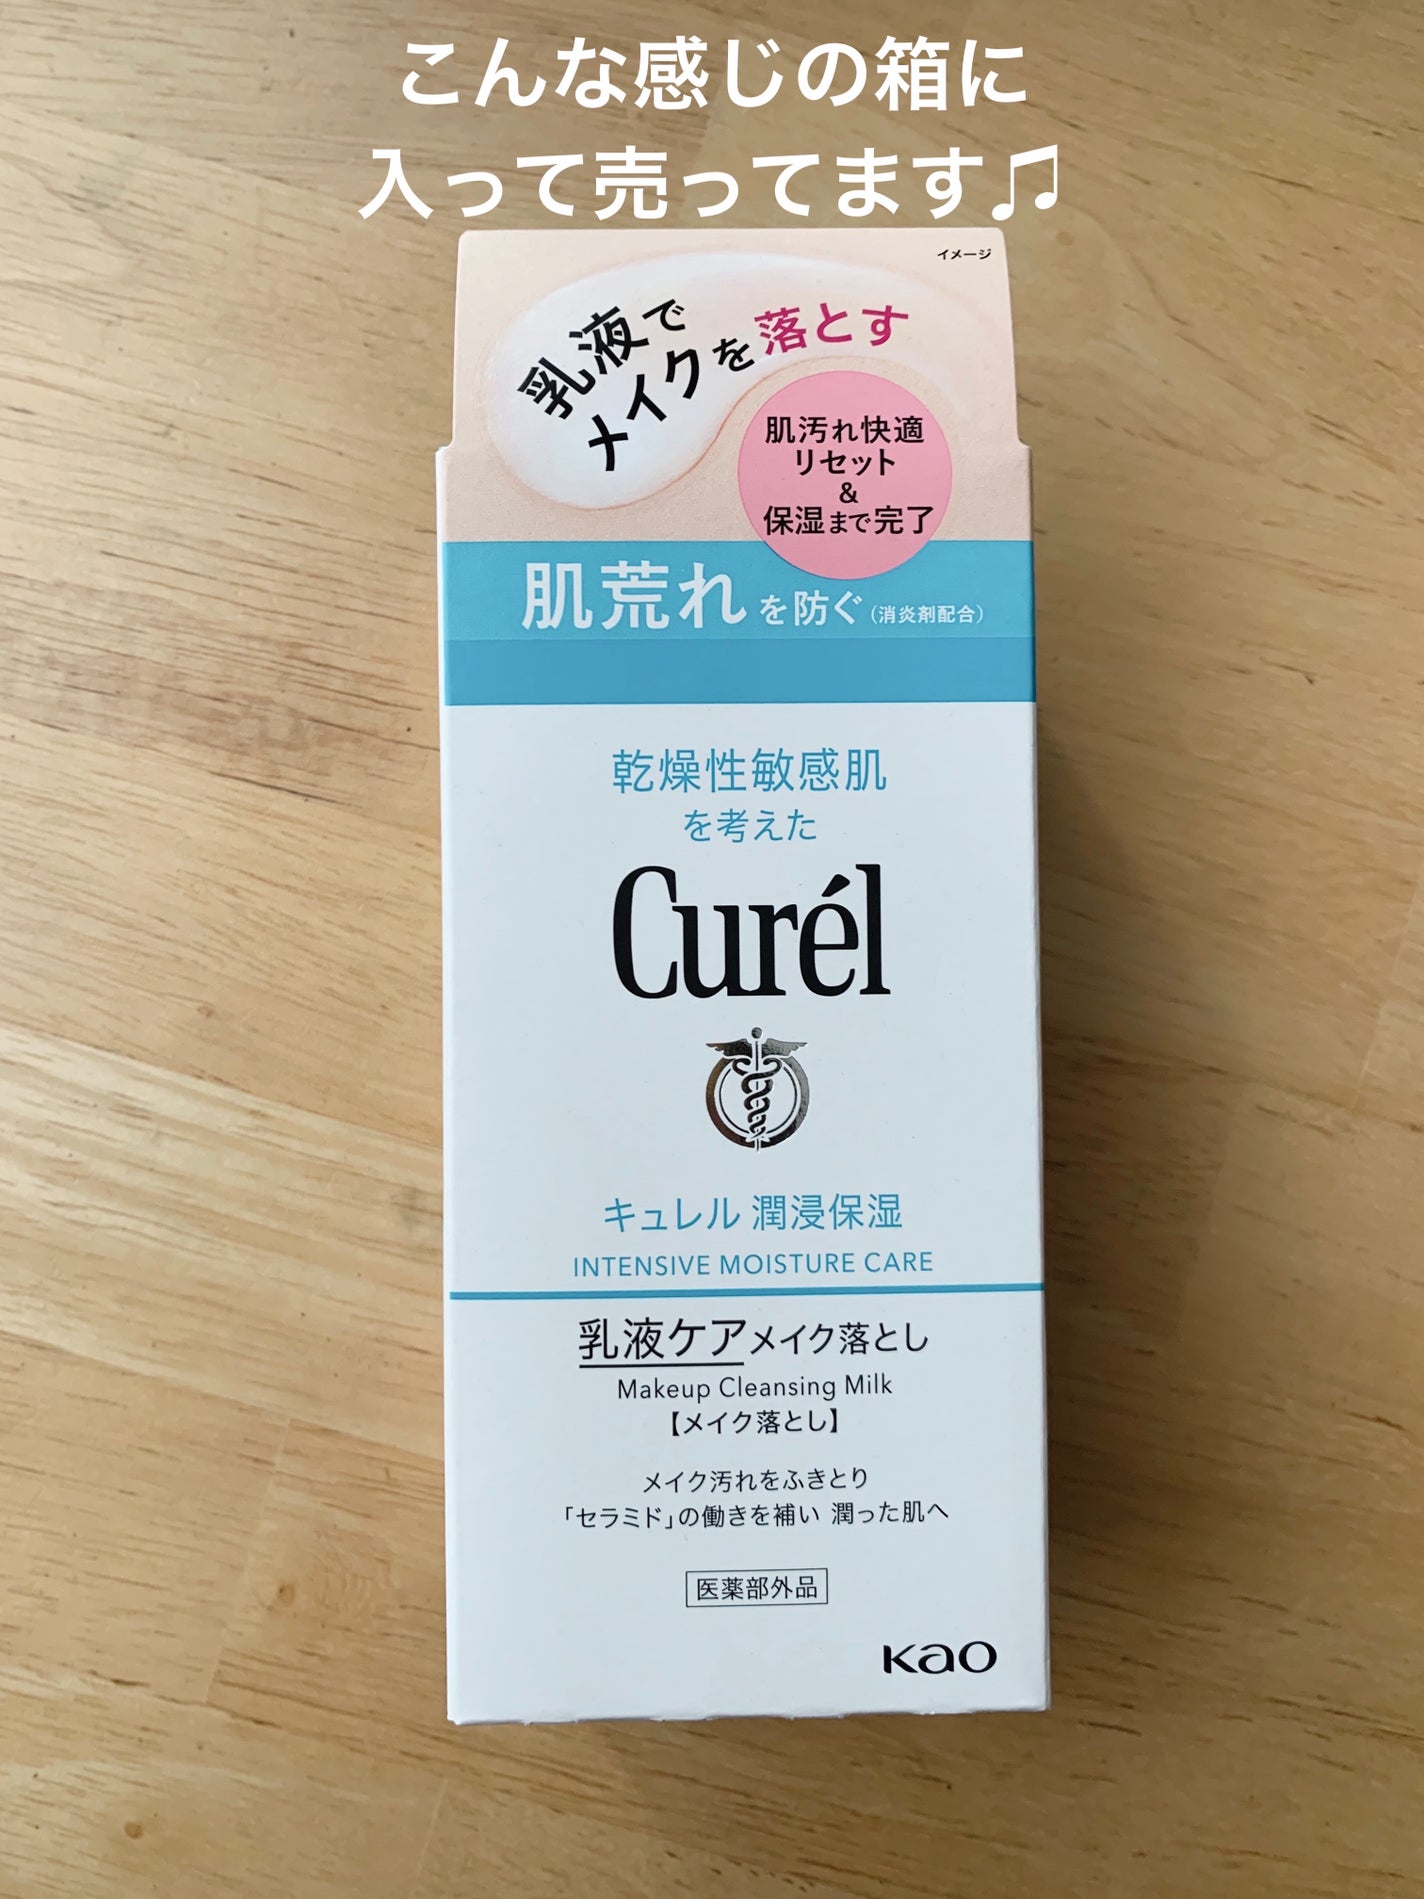 こんな感じの箱に
入って売ってます♫
イメージ
乳液で
メイクを落とす
肌汚れ快適
リセット
&
保湿まで完了
肌荒れを防ぐ(消炎剤配合)
乾燥性敏感肌
を考えた
Curél
キュレル 潤浸保湿
INTENSIVE MOISTURE CARE
乳液ケアメイク落とし
Makeup Cleansing Milk
【メイク落とし】
メイク汚れをふきとり
「セラミド」の働きを補い 潤った肌へ
医薬部外品
Kao